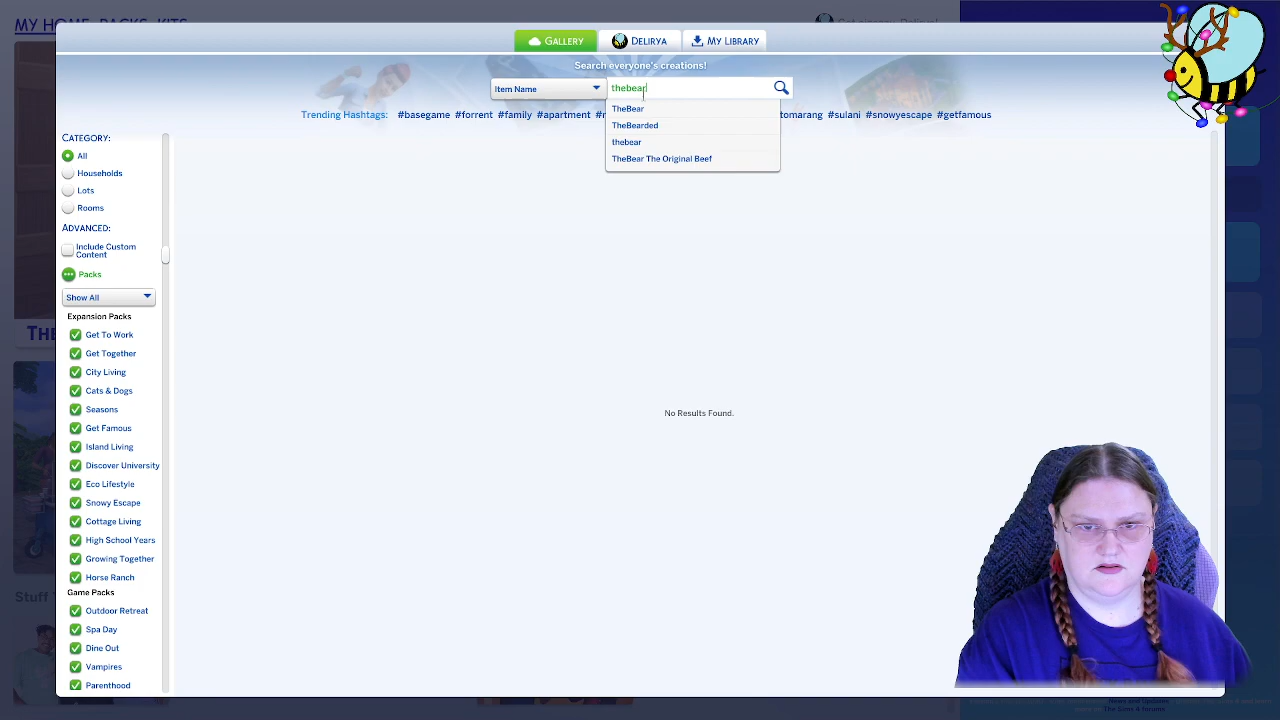 MY HOME PACKS KITS
GALLERY
DELIRYA
MY LIBRARY
Search everyone's creations!
Item Name
thebear
Trending Hashtags: #basegame #forrent #family #apartment tomarang #sulani #snowyescape #getfamous
TheBear
TheBearded
thebear
TheBear The Original Beef
CATEGORY:
All
Households
Lots
Rooms
ADVANCED:
Include Custom
Content
Packs
Show All
Expansion Packs
Get To Work
Get Together
City Living
Cats & Dogs
Seasons
Get Famous
Island Living
Discover University
Eco Lifestyle
Snowy Escape
Cottage Living
High School Years
Growing Together
Horse Ranch
Game Packs
Outdoor Retreat
Spa Day
Dine Out
Vampires
Parenthood
No Results Found.